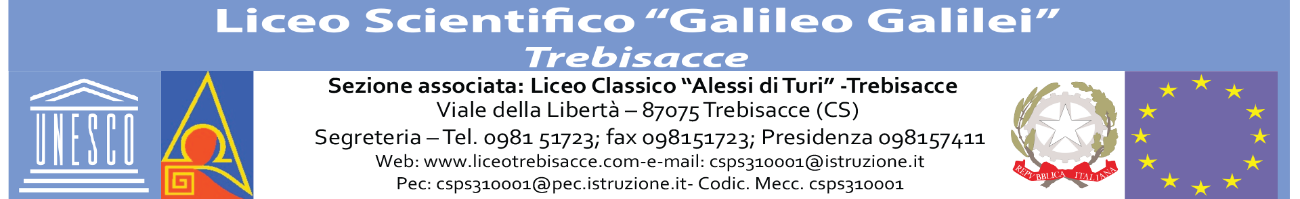 Liceo Scientifico “Galileo Galilei”
Trebisacce
Sezione associata: Liceo Classico “Alessi di Turi” -Trebisacce
Viale della Libertà – 87075 Trebisacce (CS)
Segreteria – Tel. 0981 51723; fax 098151723; Presidenza 098157411
Web: www.liceotrebisacce.com-e-mail: csps310001@istruzione.it
Pec: csps310001@pec.istruzione.it- Codic. Mecc. csps310001
UNESCO
REPVBBLICA ITALIANA